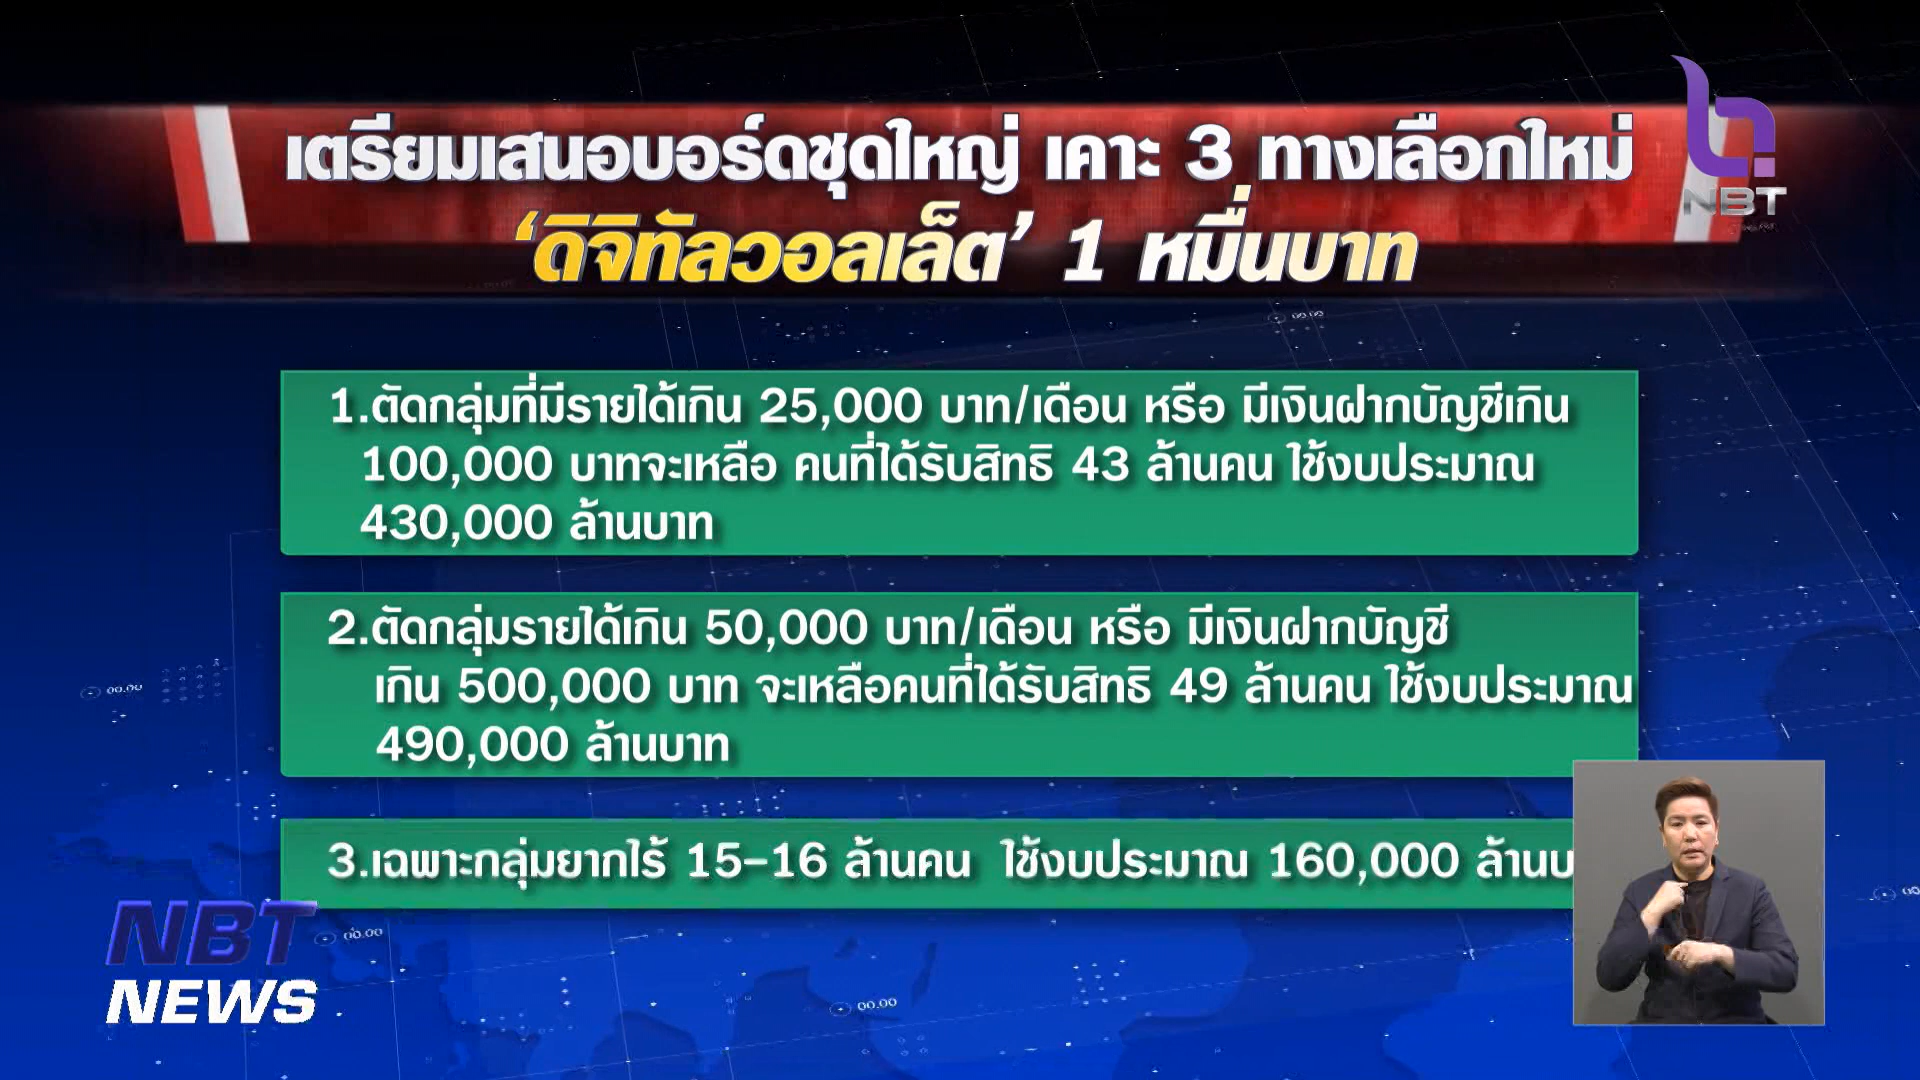 เตรียมเสนอบอร์ดชุดใหญ่ เคาะ 3 ทางเลือกใหม่
‘ดิจิทัลวอลเล็ต’ 1 หมื่นบาท
NBT
1.ตัดกลุ่มที่มีรายได้เกิน 25,000 บาท/เดือน หรือ มีเงินฝากบัญชีเกิน
100,000 บาทจะเหลือ คนที่ได้รับสิทธิ 43 ล้านคน ใช้งบประมาณ
430,000 ล้านบาท
2.ตัดกลุ่มรายได้เกิน 50,000 บาท/เดือน หรือ มีเงินฝากบัญชี
เกิน 500,000 บาท จะเหลือคนที่ได้รับสิทธิ 49 ล้านคน ใช้งบประมาณ
490,000 ล้านบาท
3.เฉพาะกลุ่มยากไร้ 15-16 ล้านคน ใช้งบประมาณ 160,000
NBT
NEWS
00.00
00.00
00.00
00.00